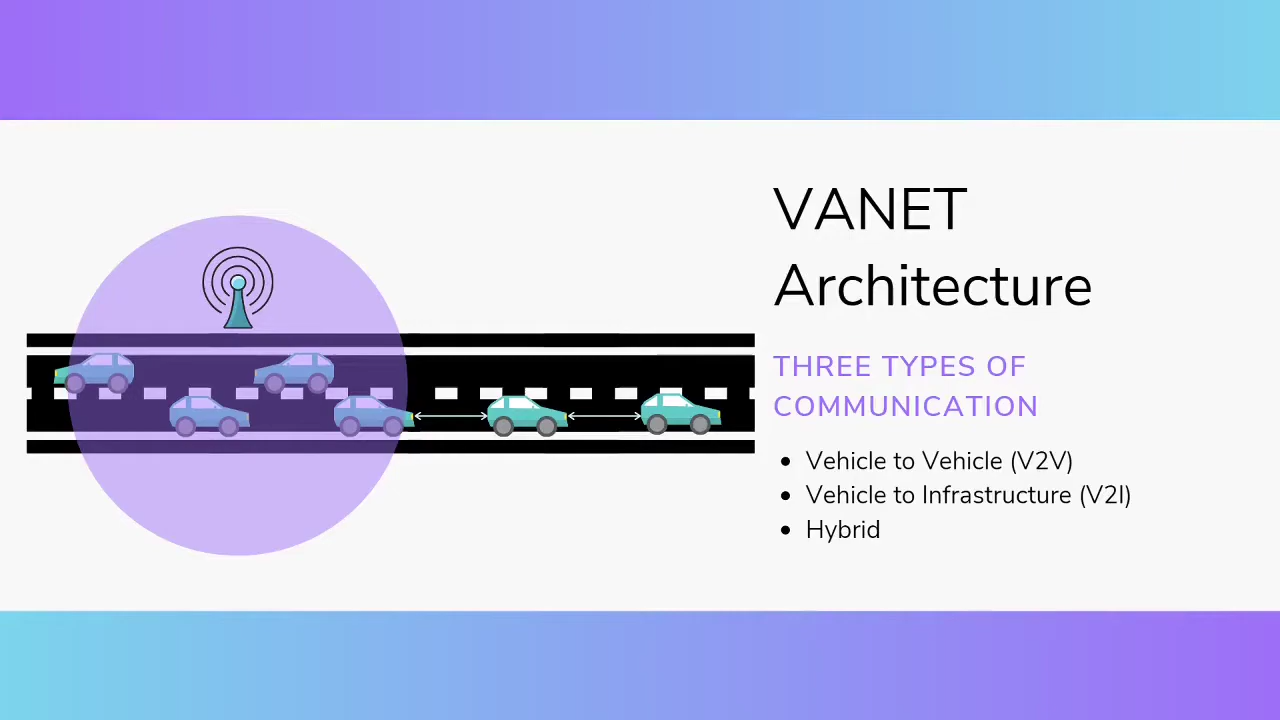 VANET
Architecture
THREE TYPES OF
COMMUNICATION
• Vehicle to Vehicle (V2V)
• Vehicle to Infrastructure (V2I)
• Hybrid